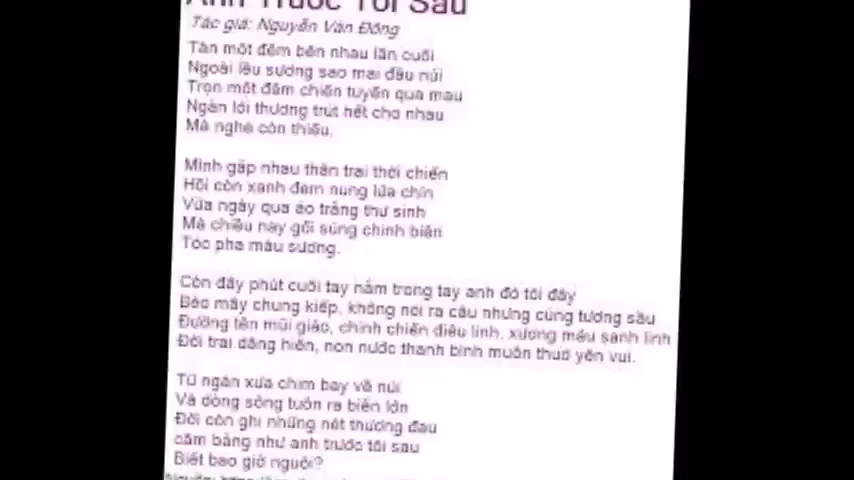 Anh Trước Tôi Sau
Tác giả: Nguyễn Văn Đông
Tàn một đêm bên nhau lần cuối
Ngoài lều sương sao mai đầu núi
Trọn một đêm chiến tuyến qua mau
Ngàn lời thương trút hết cho nhau
Mà nghe còn thiếu.
Mình gặp nhau thân trai thời chiến
Hồi còn xanh đem nung lửa chín
Vừa ngày qua áo trắng thư sinh
Mà chiều nay gối súng chinh biên
Tóc pha màu sương.
Còn đây phút cuối tay nắm trong tay anh đó tôi đây
Bèo mây chung kiếp, không nói ra câu nhưng cùng tương sầu
Đường tên mũi giáo, chinh chiến điêu linh, xương máu sanh linh
Đời trai dâng hiến, non nước thanh bình muôn thuở yên vui.
Từ ngàn xưa chim bay về núi
Và dòng sông tuôn ra biển lớn
Đời còn ghi những nét thương đau
cầm bằng như anh trước tôi sau
Biết bao giờ nguôi?